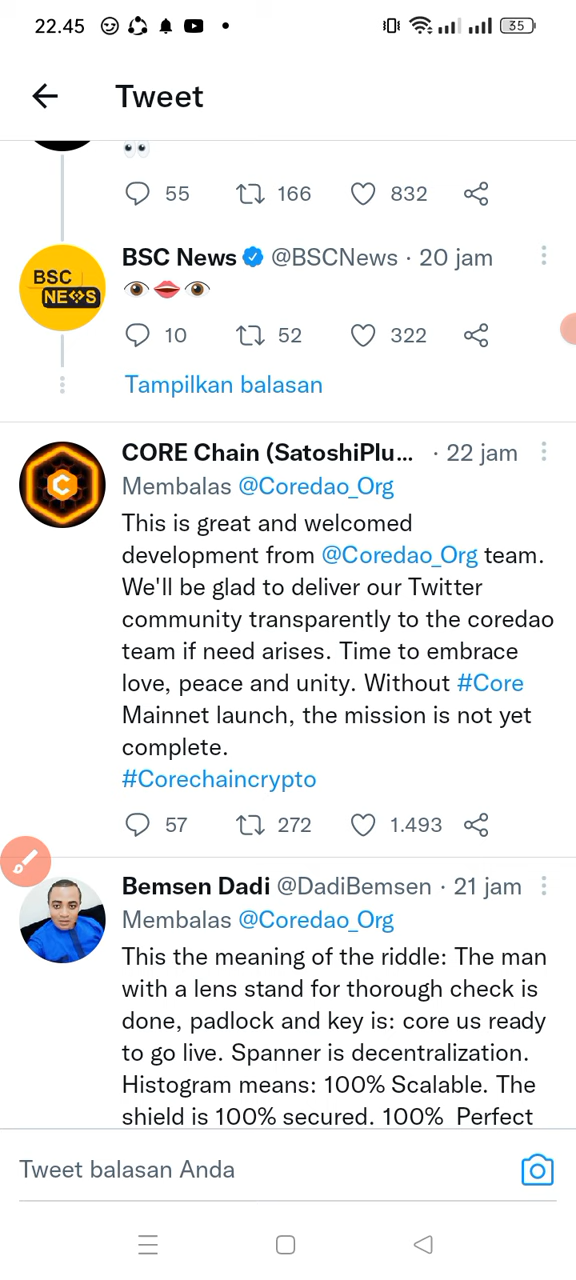 22.45
35
Tweet
👀
55 166 832
BSC NEWS
BSC News @BSCNews · 20 jam
👁️👄👁️
10 52 322
Tampilkan balasan
CORE Chain (SatoshiPlu... · 22 jam
Membalas @Coredao_Org
This is great and welcomed
development from @Coredao_Org team.
We'll be glad to deliver our Twitter
community transparently to the coredao
team if need arises. Time to embrace
love, peace and unity. Without #Core
Mainnet launch, the mission is not yet
complete.
#Corechaincrypto
57 272 1.493
Bemsen Dadi @DadiBemsen · 21 jam
Membalas @Coredao_Org
This the meaning of the riddle: The man
with a lens stand for thorough check is
done, padlock and key is: core us ready
to go live. Spanner is decentralization.
Histogram means: 100% Scalable. The
shield is 100% secured. 100% Perfect
Tweet balasan Anda